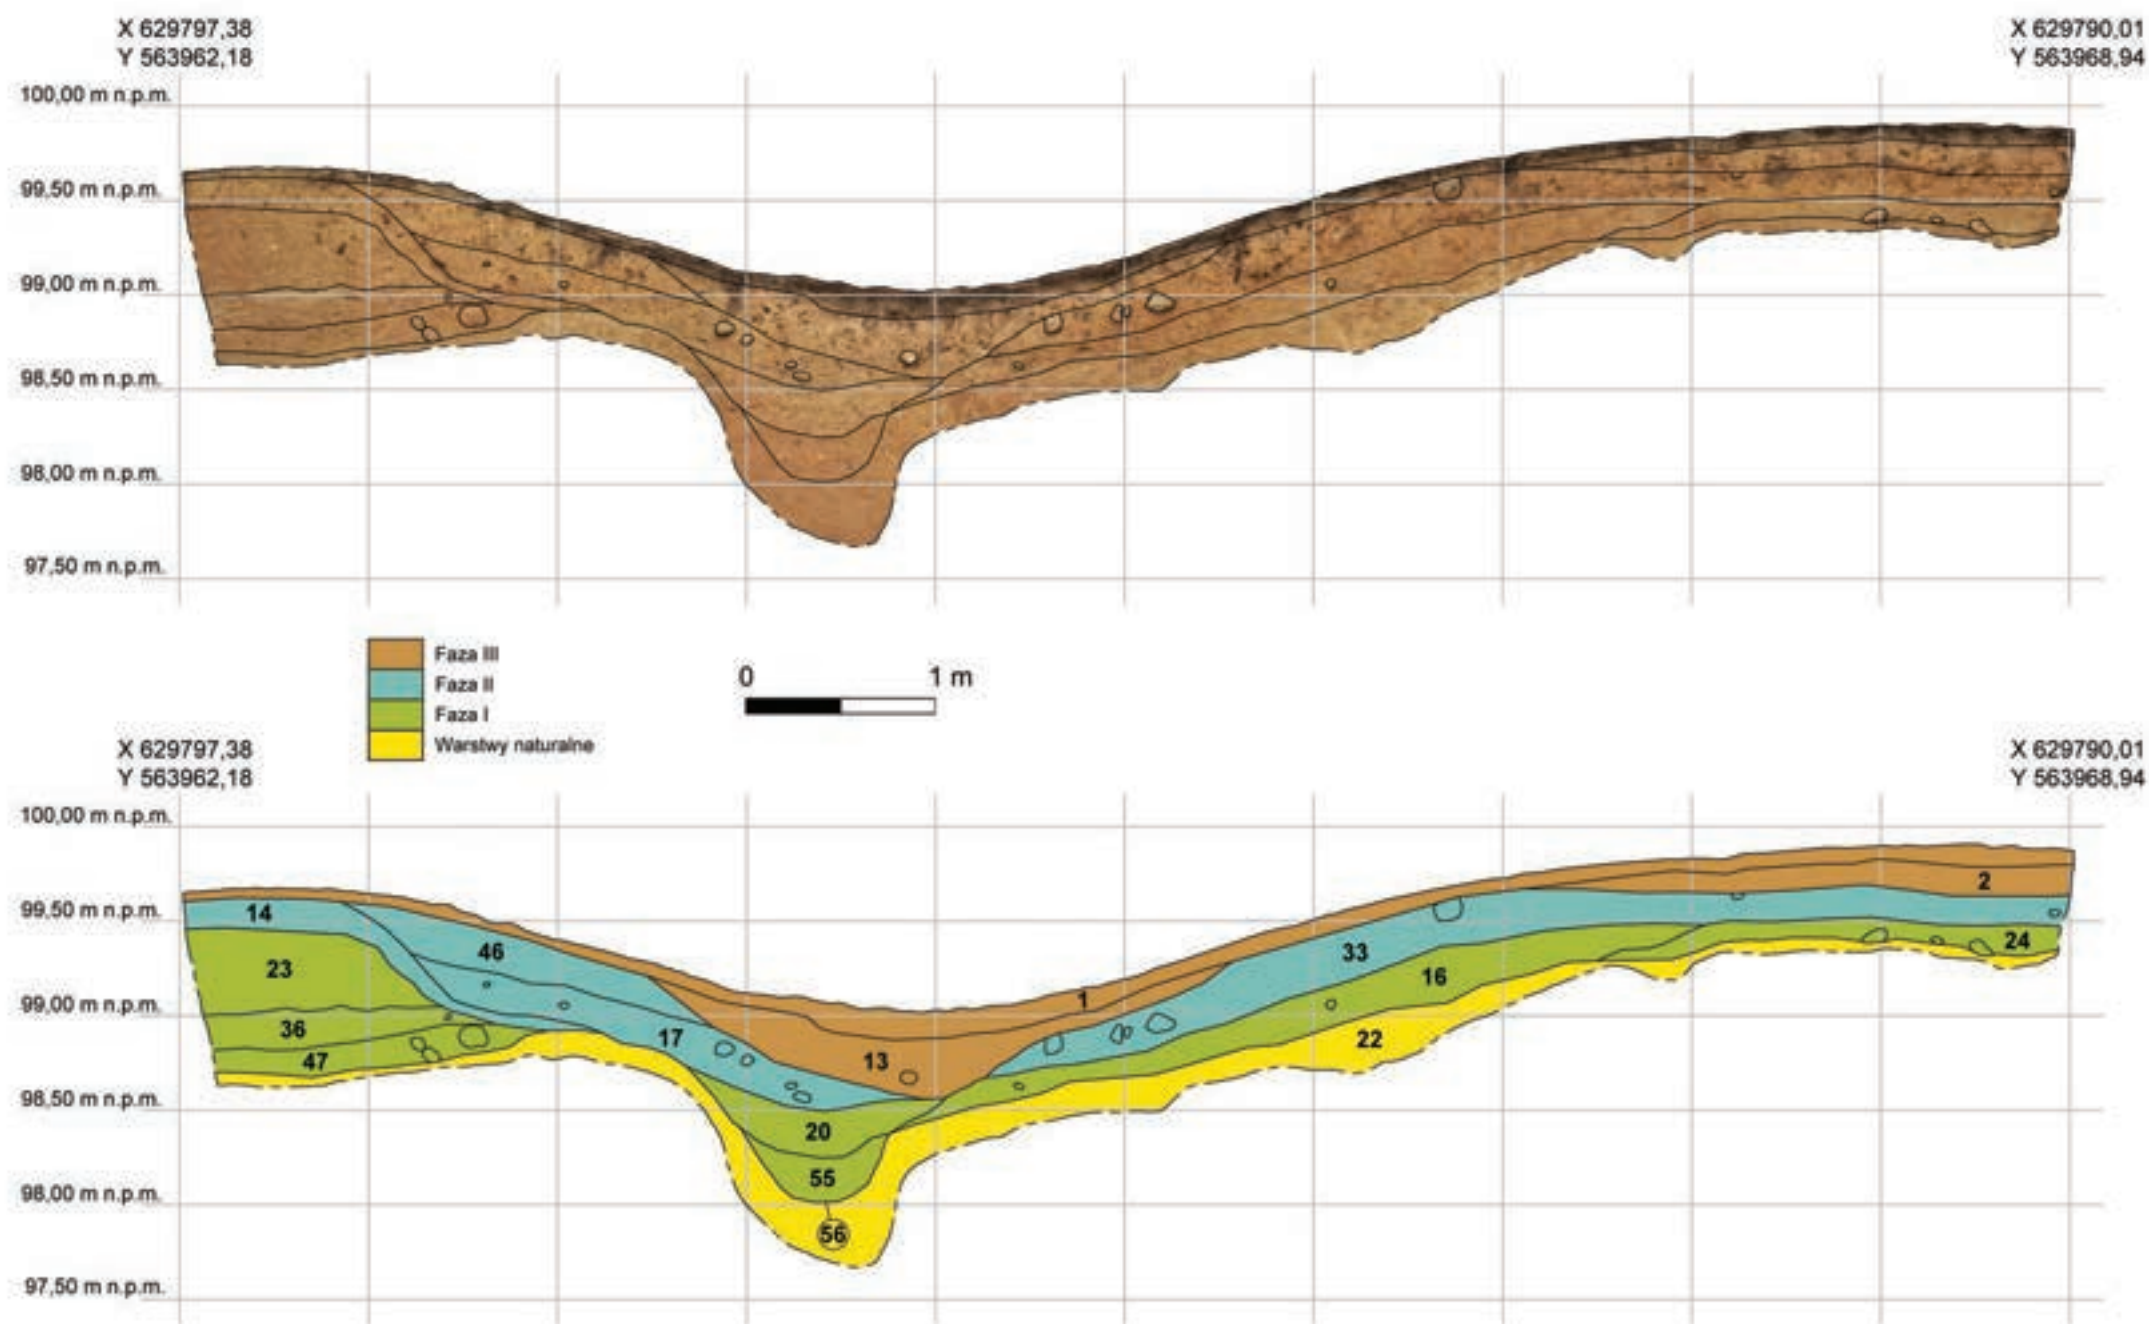 X 629797,38
Y 563962,18
X 629790,01
Y 563968,94
100,00 m n.p.m.
99,50 m n.p.m.
99,00 m n.p.m.
98,50 m n.p.m.
98,00 m n.p.m.
97,50 m n.p.m.
Faza III
Faza II
Faza I
Warstwy naturalne
0 1 m
X 629797,38
Y 563962,18
X 629790,01
Y 563968,94
100,00 m n.p.m.
99,50 m n.p.m.
99,00 m n.p.m.
98,50 m n.p.m.
98,00 m n.p.m.
97,50 m n.p.m.
2
14
46
33
24
23
16
1
36
17
22
47
13
20
55
56